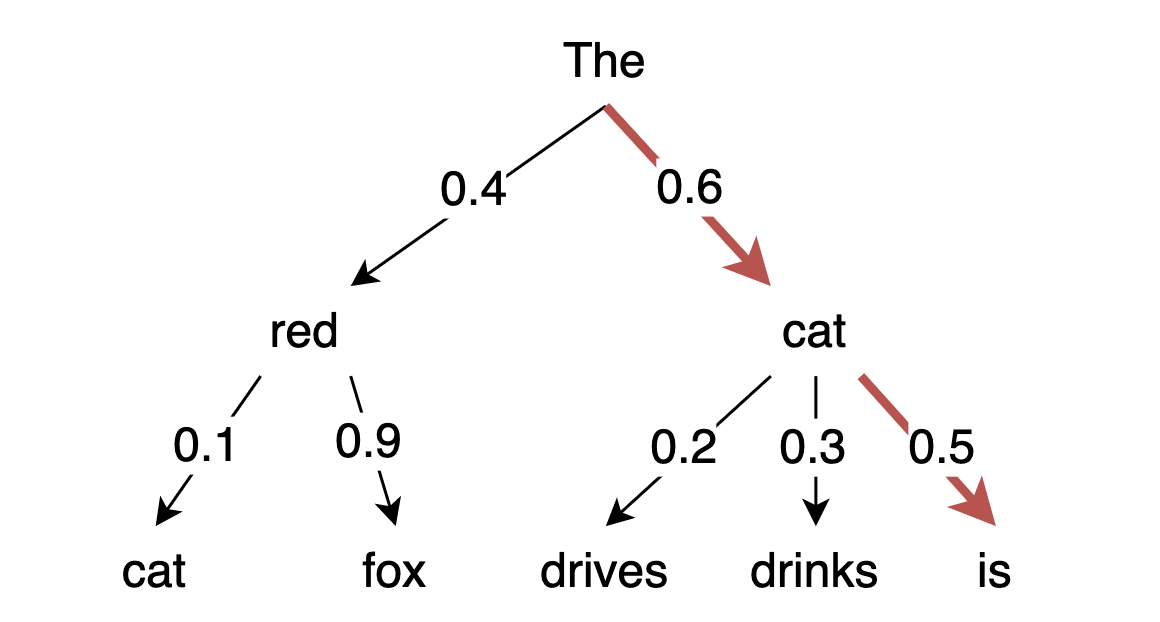 The
0.4 0.6
red cat
0.1 0.9 0.2 0.3 0.5
cat fox drives drinks is